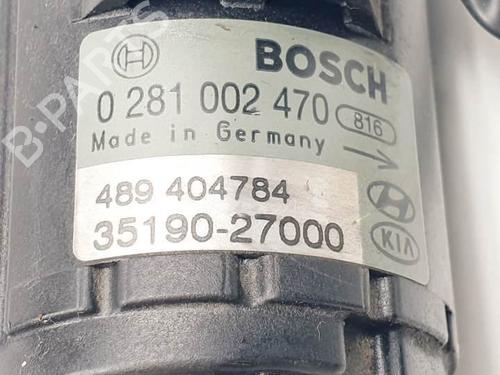 BOSCH
0 281 002 470 816
Made in Germany
489 404784
35190-27000
KIA
B-PARTS